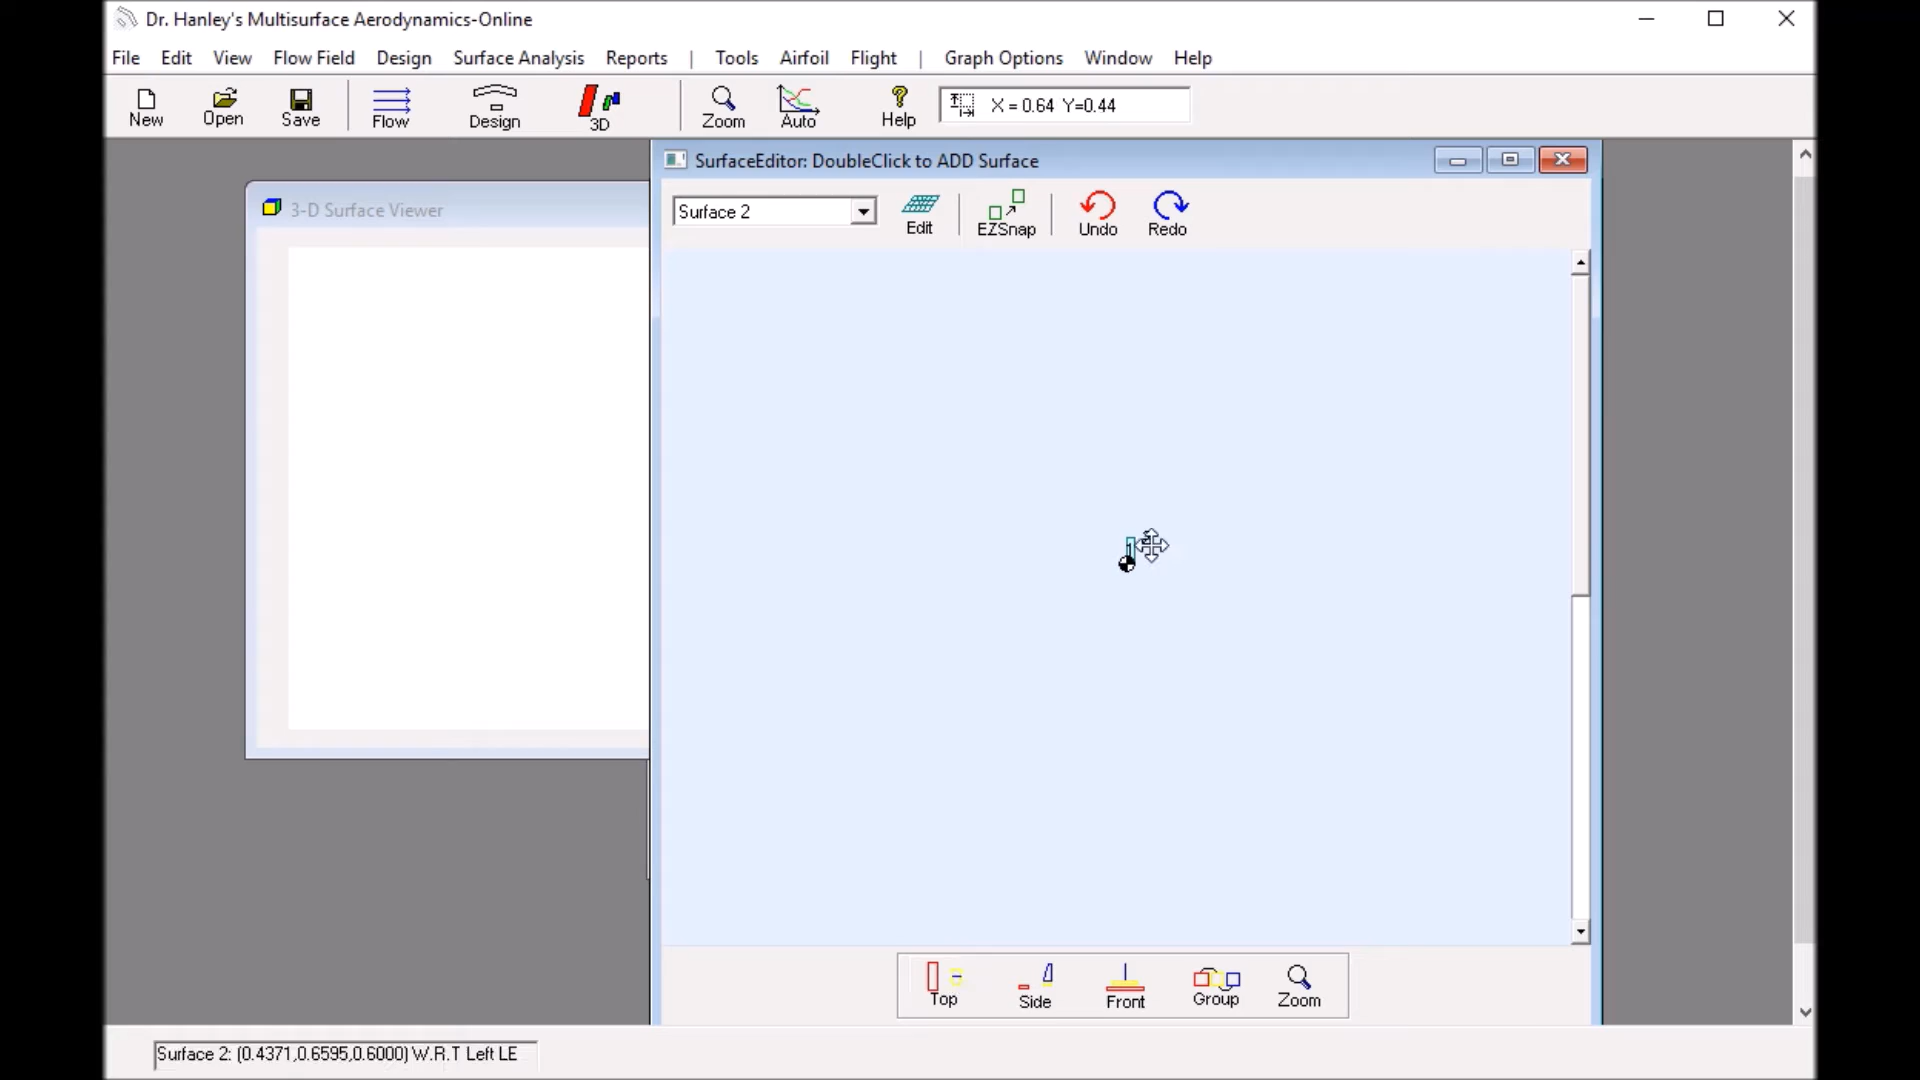 Dr. Hanley's Multisurface Aerodynamics-Online
File Edit View Flow Field Design Surface Analysis Reports | Tools Airfoil Flight | Graph Options Window Help
New Open Save Flow Design 3D Zoom Auto Help X = 0.64 Y=0.44
SurfaceEditor: DoubleClick to ADD Surface
3-D Surface Viewer
Surface 2 Edit EZSnap Undo Redo
Top Side Front Group Zoom
Surface 2: (0.4371,0.6595,0.6000) W.R.T Left LE